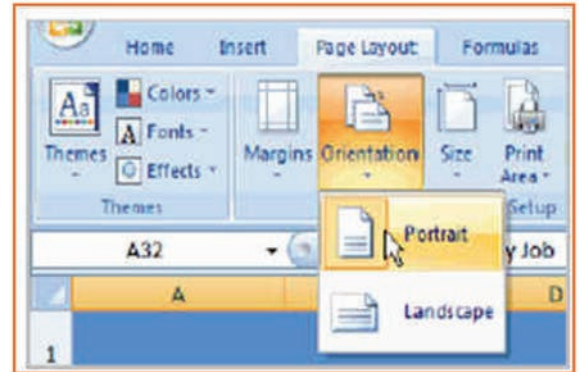 Home Insert Page Layout Formulas
Colors
Aa
A Fonts
Themes Margins Orientation Size Print
Effects Area
Themes Setup
Portrait
A32 y Job
A D
Landscape
1